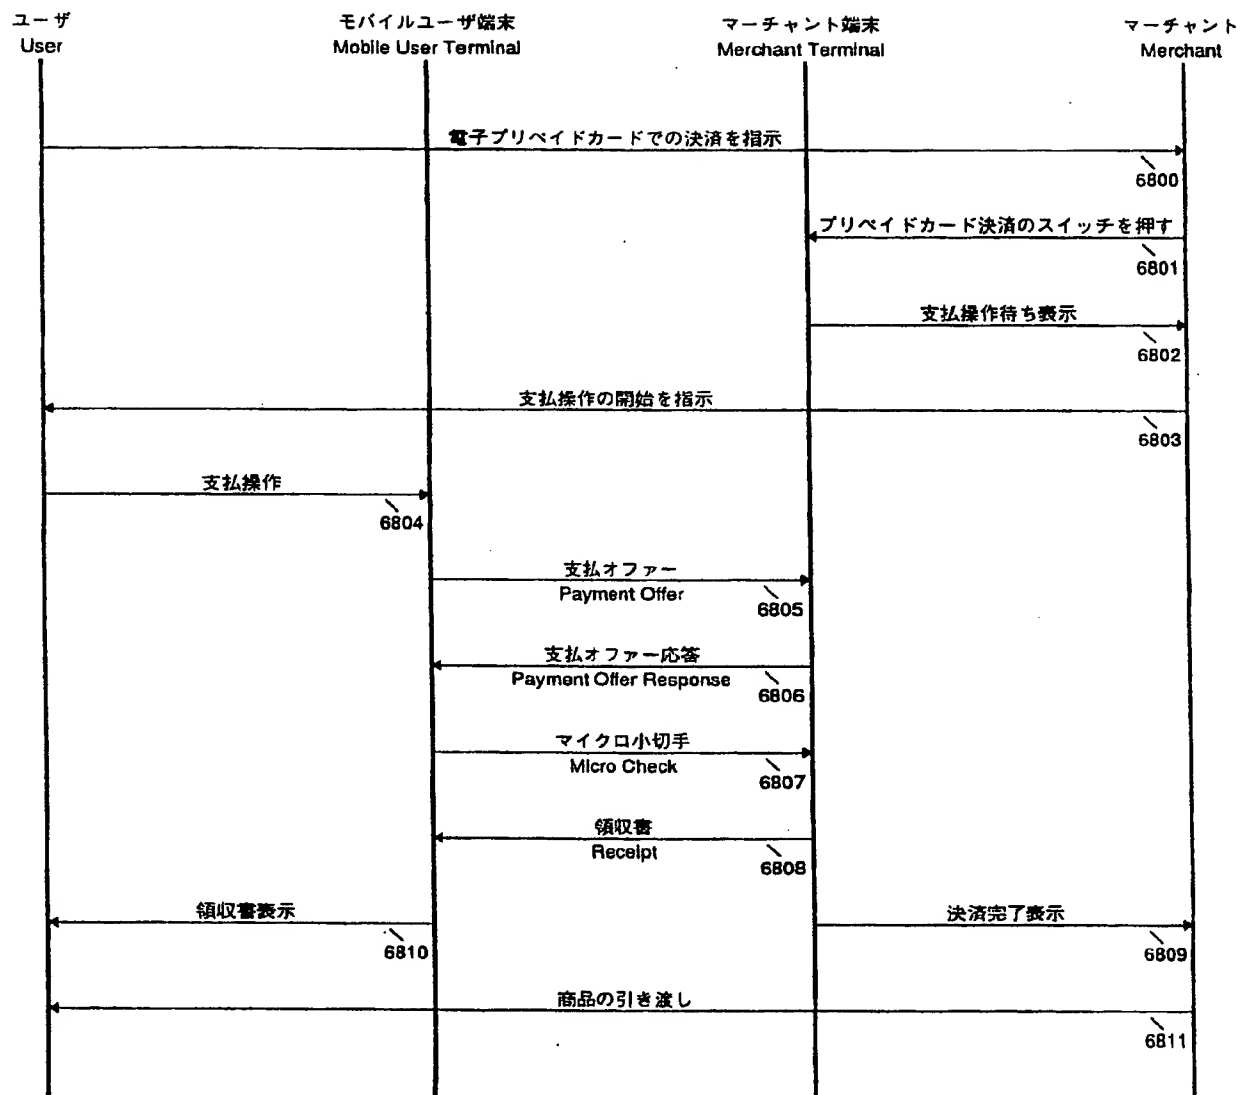 ユーザ
User
モバイルユーザ端末
Mobile User Terminal
マーチャント端末
Merchant Terminal
マーチャント
Merchant
電子プリペイドカードでの決済を指示
6800
プリペイドカード決済のスイッチを押す
6801
支払操作待ち表示
6802
支払操作の開始を指示
6803
支払操作
6804
支払オファー
Payment Offer
6805
支払オファー応答
Payment Offer Response
6806
マイクロ小切手
Micro Check
6807
領収書
Receipt
6808
領収書表示
6810
決済完了表示
6809
商品の引き渡し
6811